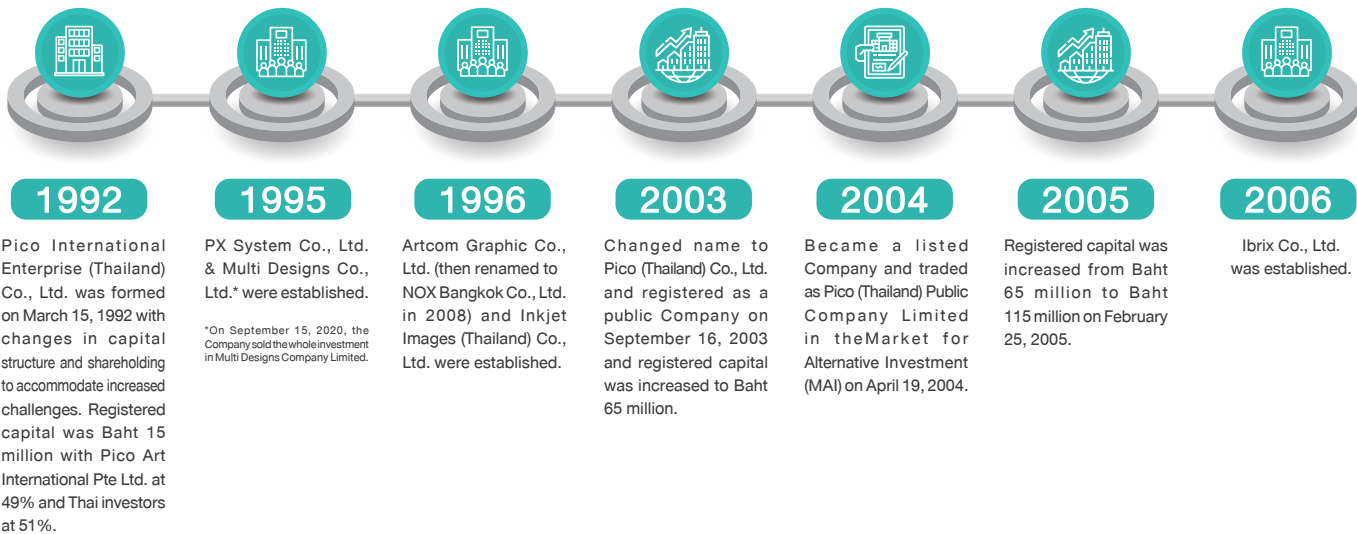 1992
Pico International
Enterprise (Thailand)
Co., Ltd. was formed
on March 15, 1992 with
changes in capital
structure and shareholding
to accommodate increased
challenges. Registered
capital was Baht 15
million with Pico Art
International Pte Ltd. at
49% and Thai investors
at 51%.
1995
PX System Co., Ltd.
& Multi Designs Co.,
Ltd.* were established.
*On September 15, 2020, the
Company sold the whole investment
in Multi Designs Company Limited.
1996
Artcom Graphic Co.,
Ltd. (then renamed to
NOX Bangkok Co., Ltd.
in 2008) and Inkjet
Images (Thailand) Co.,
Ltd. were established.
2003
Changed name to
Pico (Thailand) Co., Ltd.
and registered as a
public Company on
September 16, 2003
and registered capital
was increased to Baht
65 million.
2004
Became a listed
Company and traded
as Pico (Thailand) Public
Company Limited
in theMarket for
Alternative Investment
(MAI) on April 19, 2004.
2005
Registered capital was
increased from Baht
65 million to Baht
115 million on February
25, 2005.
2006
Ibrix Co., Ltd.
was established.